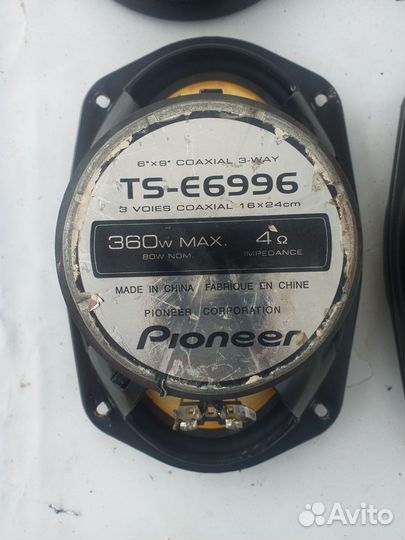 6"x9" COAXIAL 3-WAY
TS-E6996
3 VOIES COAXIAL 16x24cm
360W MAX. 4Ω
80W NOM. IMPEDANCE
MADE IN CHINA FABRIQUE EN CHINE
PIONEER CORPORATION
Pioneer
Avito